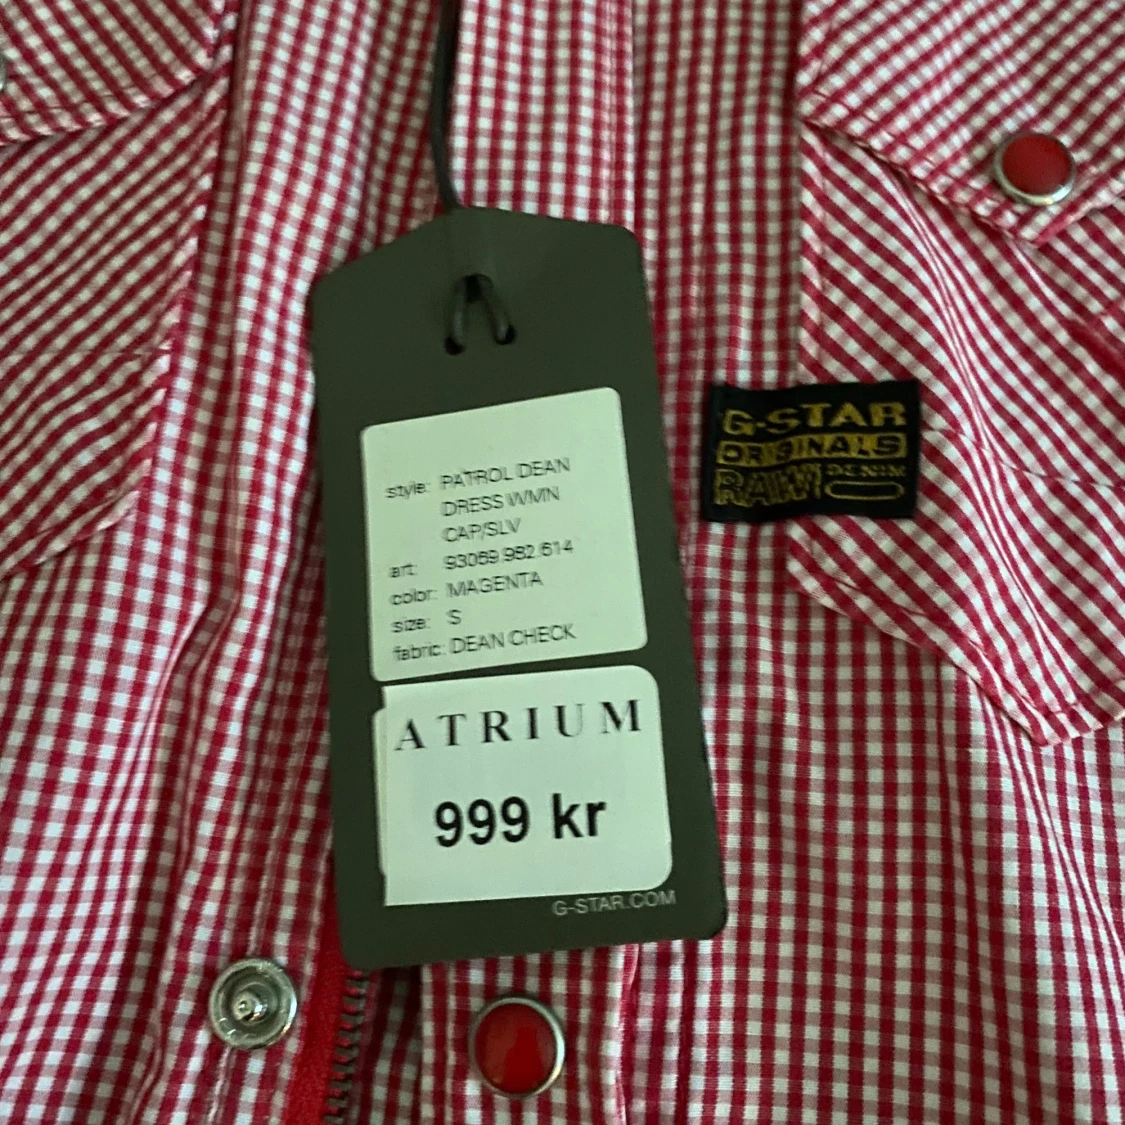 style: PATROL DEAN
DRESS WMN
CAP/SLV
art: 93069.982.614
color: MAGENTA
size: S
fabric: DEAN CHECK
ATRIUM
999 kr
G-STAR.COM
G-STAR
ORIGINALS
RAW DENIM